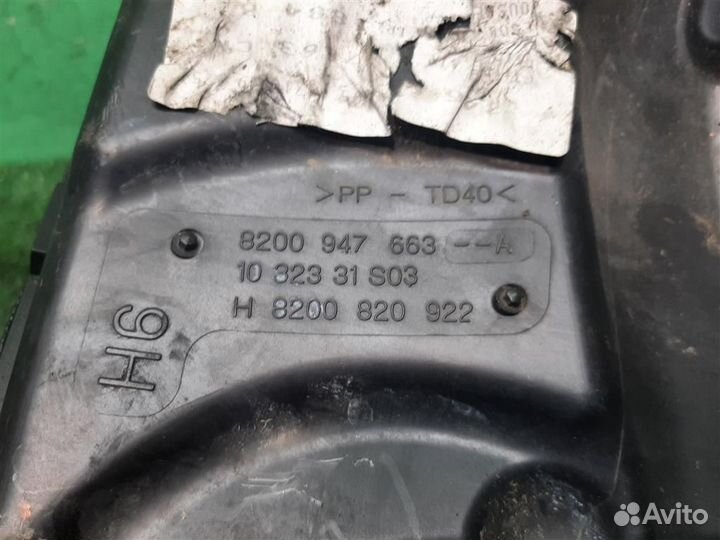 >PP - TD40<
8200 947 663 --A
10 323 31 S03
H 8200 820 922
H6
Avito